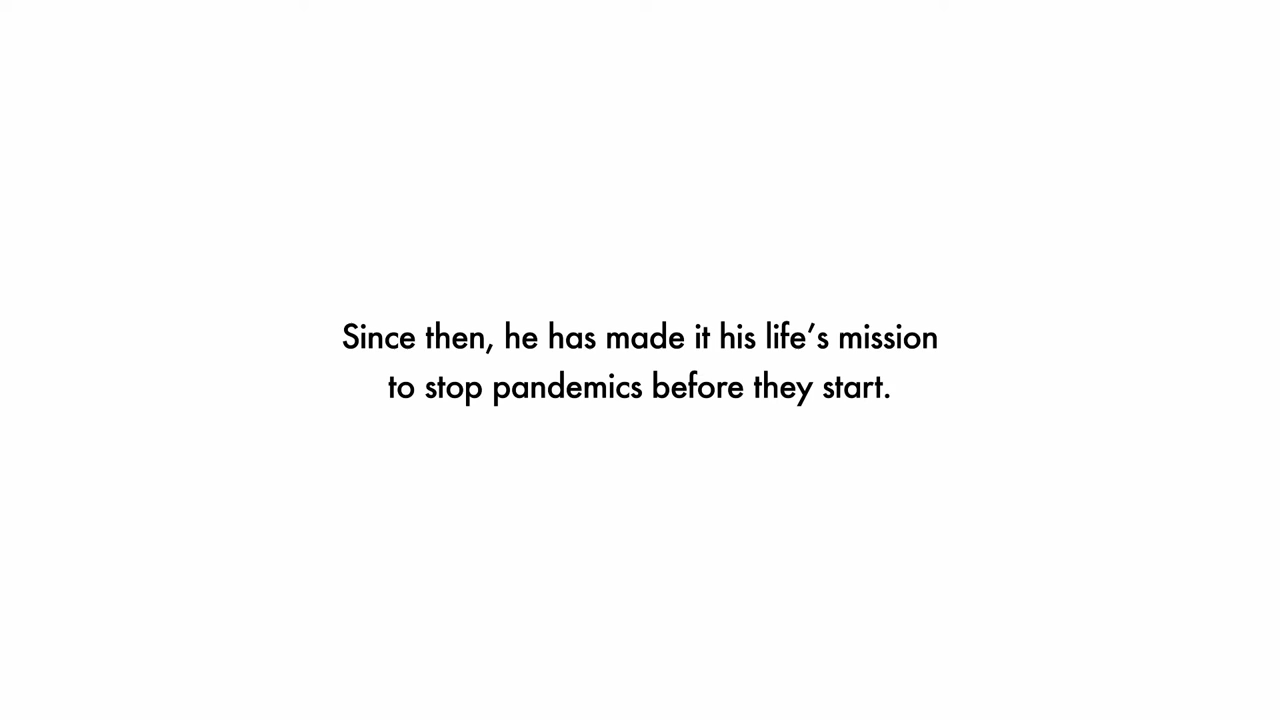 Since then, he has made it his life’s mission
to stop pandemics before they start.